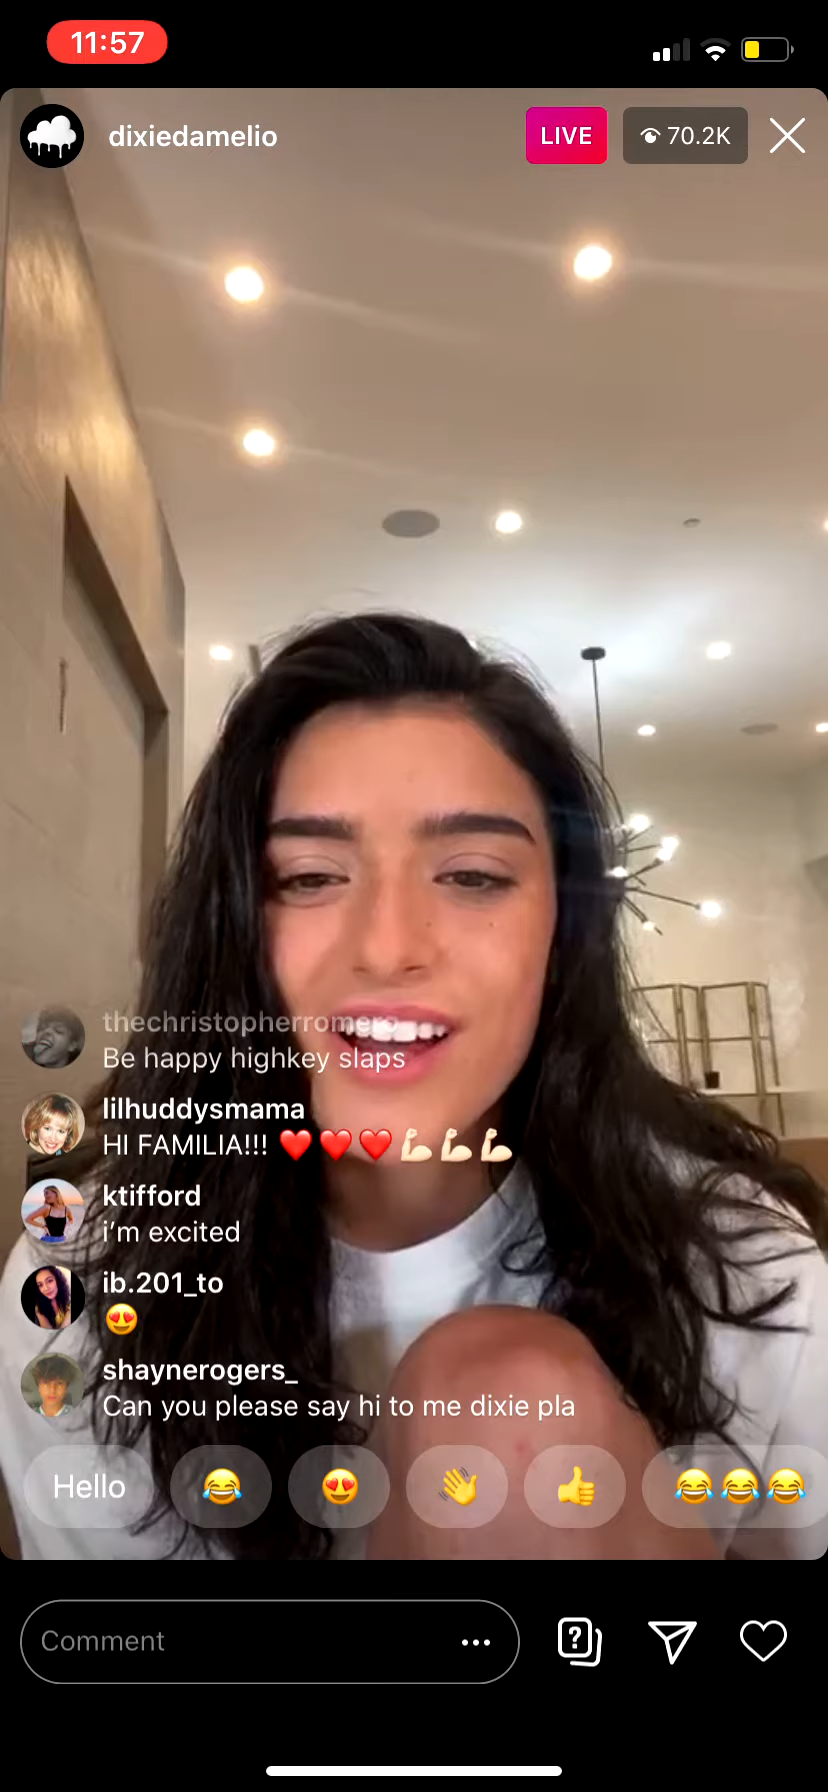 11:57
dixiedamelio
LIVE
70.2K
thechristopherromero
Be happy highkey slaps
lilhuddysmama
HI FAMILIA!!! ❤️❤️❤️💪🏻💪🏻💪🏻
ktifford
i’m excited
ib.201_to
😍
shaynerogers_
Can you please say hi to me dixie pla
Hello 😂 😍 👋 👍 😂😂😂
Comment